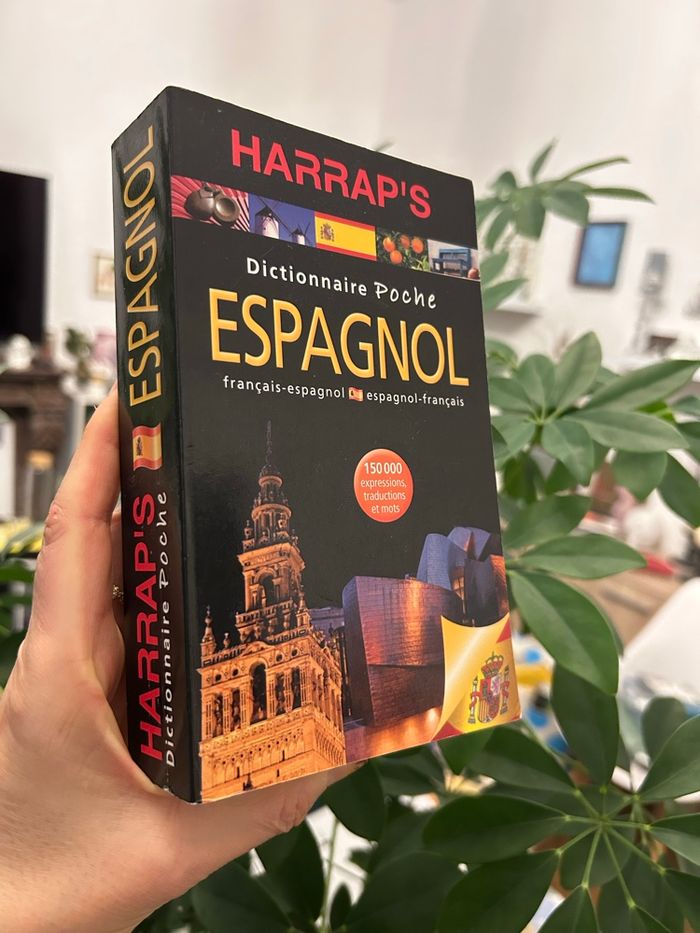 HARRAP'S
Dictionnaire Poche
ESPAGNOL
français-espagnol espagnol-français
150 000
expressions,
traductions
et mots
ESPAGNOL
HARRAP'S
Dictionnaire Poche